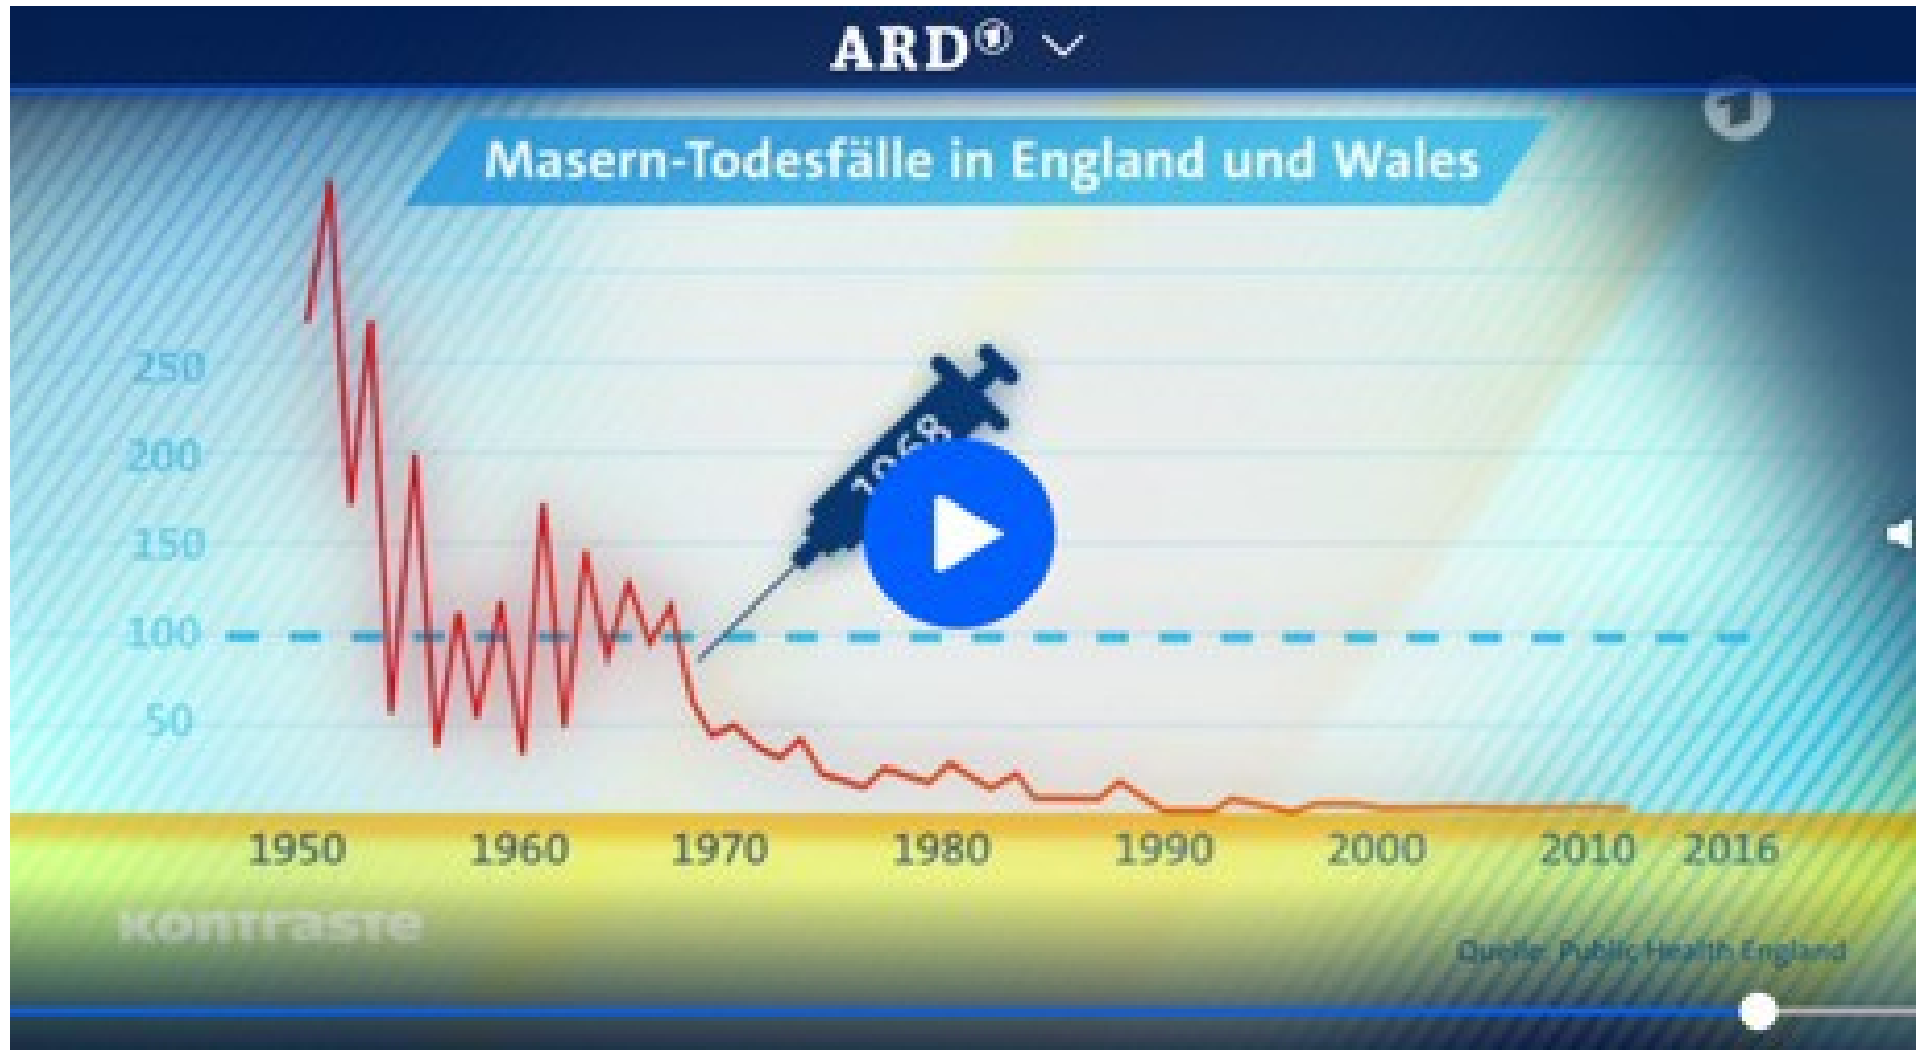 ARD
Masern-Todesfälle in England und Wales
250
200
1968
150
100
50
1950 1960 1970 1980 1990 2000 2010 2016
KONTRASTE
Quelle: Public Health England